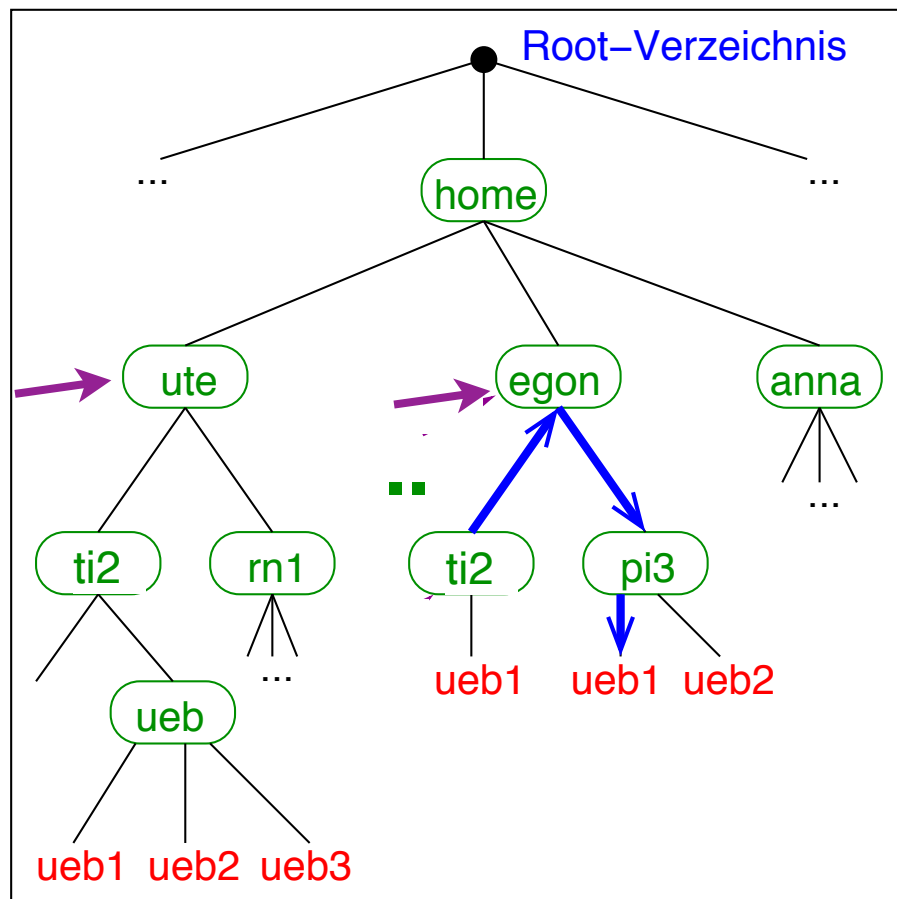 Root–Verzeichnis
... ...
home
ute egon anna
..
...
ti2 rn1 ti2 pi3
...
ueb1 ueb1 ueb2
ueb
ueb1 ueb2 ueb3